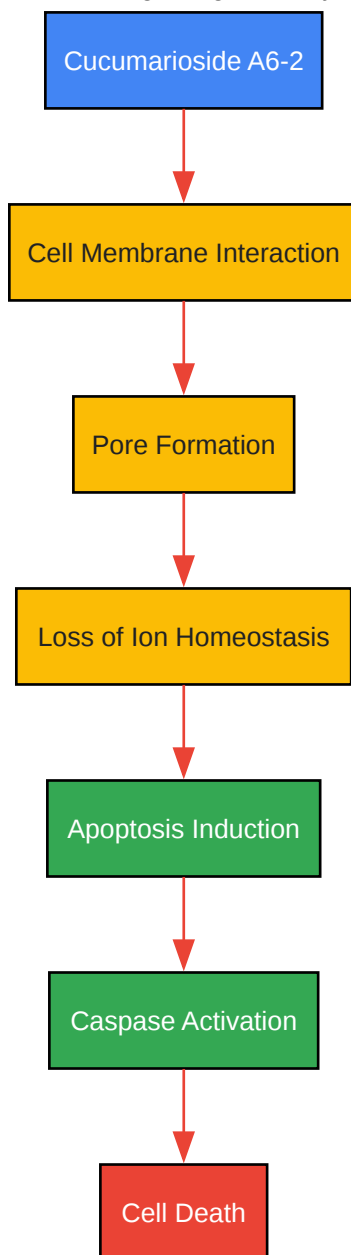 Cucumarioside A6-2
Cell Membrane Interaction
Pore Formation
Loss of Ion Homeostasis
Apoptosis Induction
Caspase Activation
Cell Death